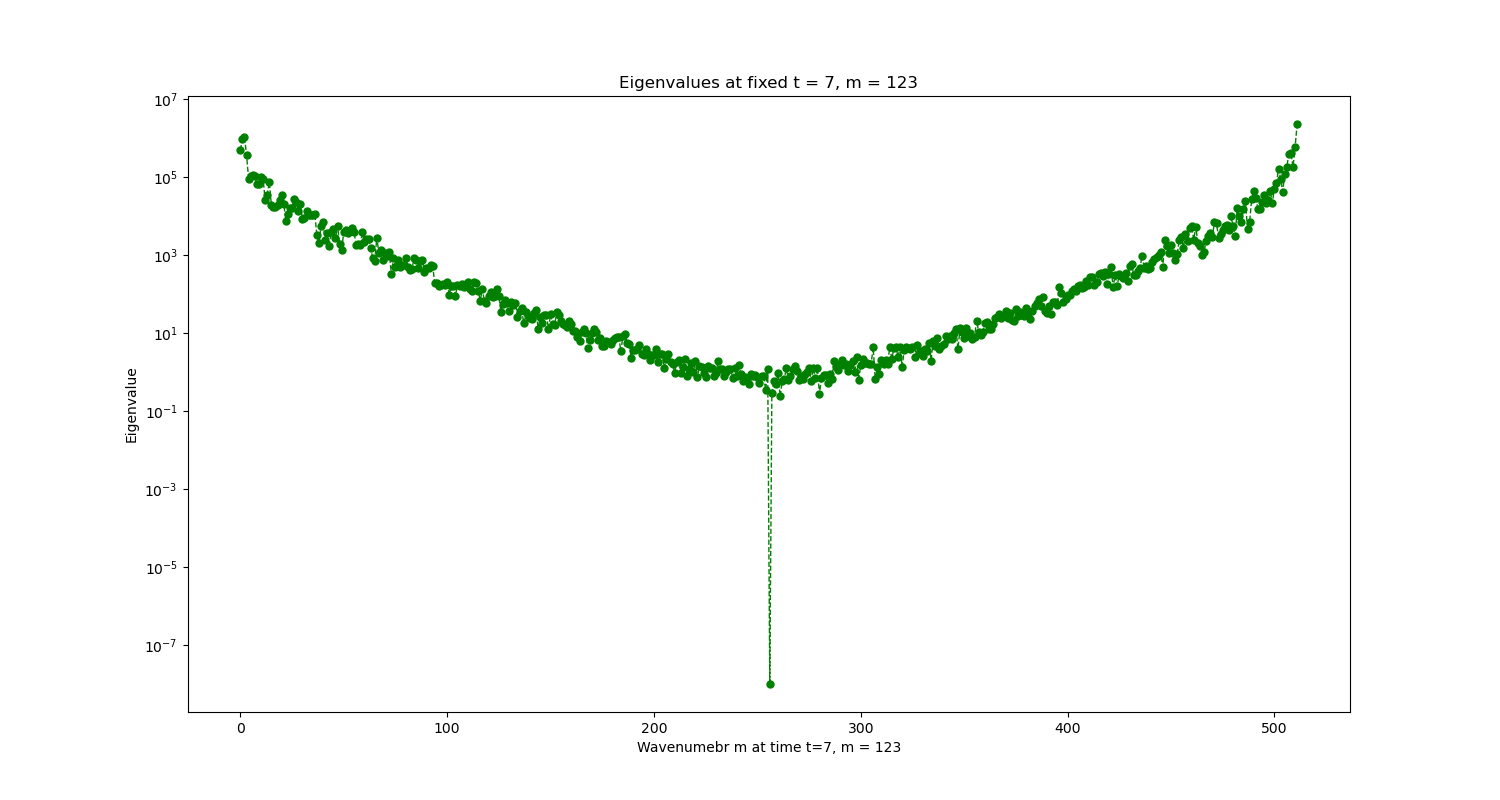 Eigenvalues at fixed t = 7, m = 123
10^7
10^5
10^3
10^1
10^-1
10^-3
10^-5
10^-7
Eigenvalue
0 100 200 300 400 500
Wavenumebr m at time t=7, m = 123